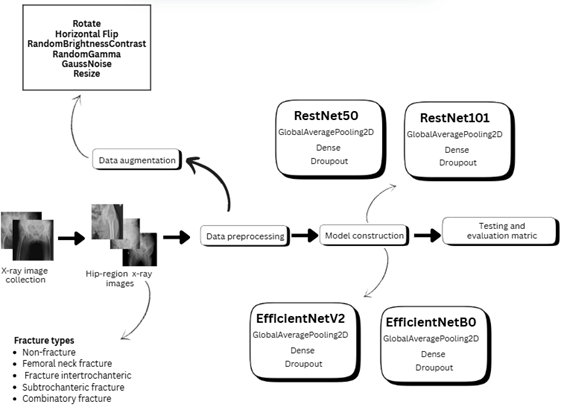 Rotate
Horizontal Flip
RandomBrightnessContrast
RandomGamma
GaussNoise
Resize
Data augmentation
X-ray image
collection
Hip-region x-ray
images
Data preprocessing
Model construction
Testing and
evaluation matric
RestNet50
GlobalAveragePooling2D
Dense
Droupout
RestNet101
GlobalAveragePooling2D
Dense
Droupout
EfficientNetV2
GlobalAveragePooling2D
Dense
Droupout
EfficientNetB0
GlobalAveragePooling2D
Dense
Droupout
Fracture types
• Non-fracture
• Femoral neck fracture
• Fracture intertrochanteric
• Subtrochanteric fracture
• Combinatory fracture